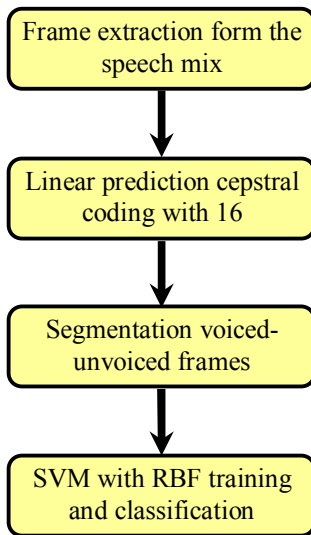 Frame extraction form the
speech mix
Linear prediction cepstral
coding with 16
Segmentation voiced-
unvoiced frames
SVM with RBF training
and classification